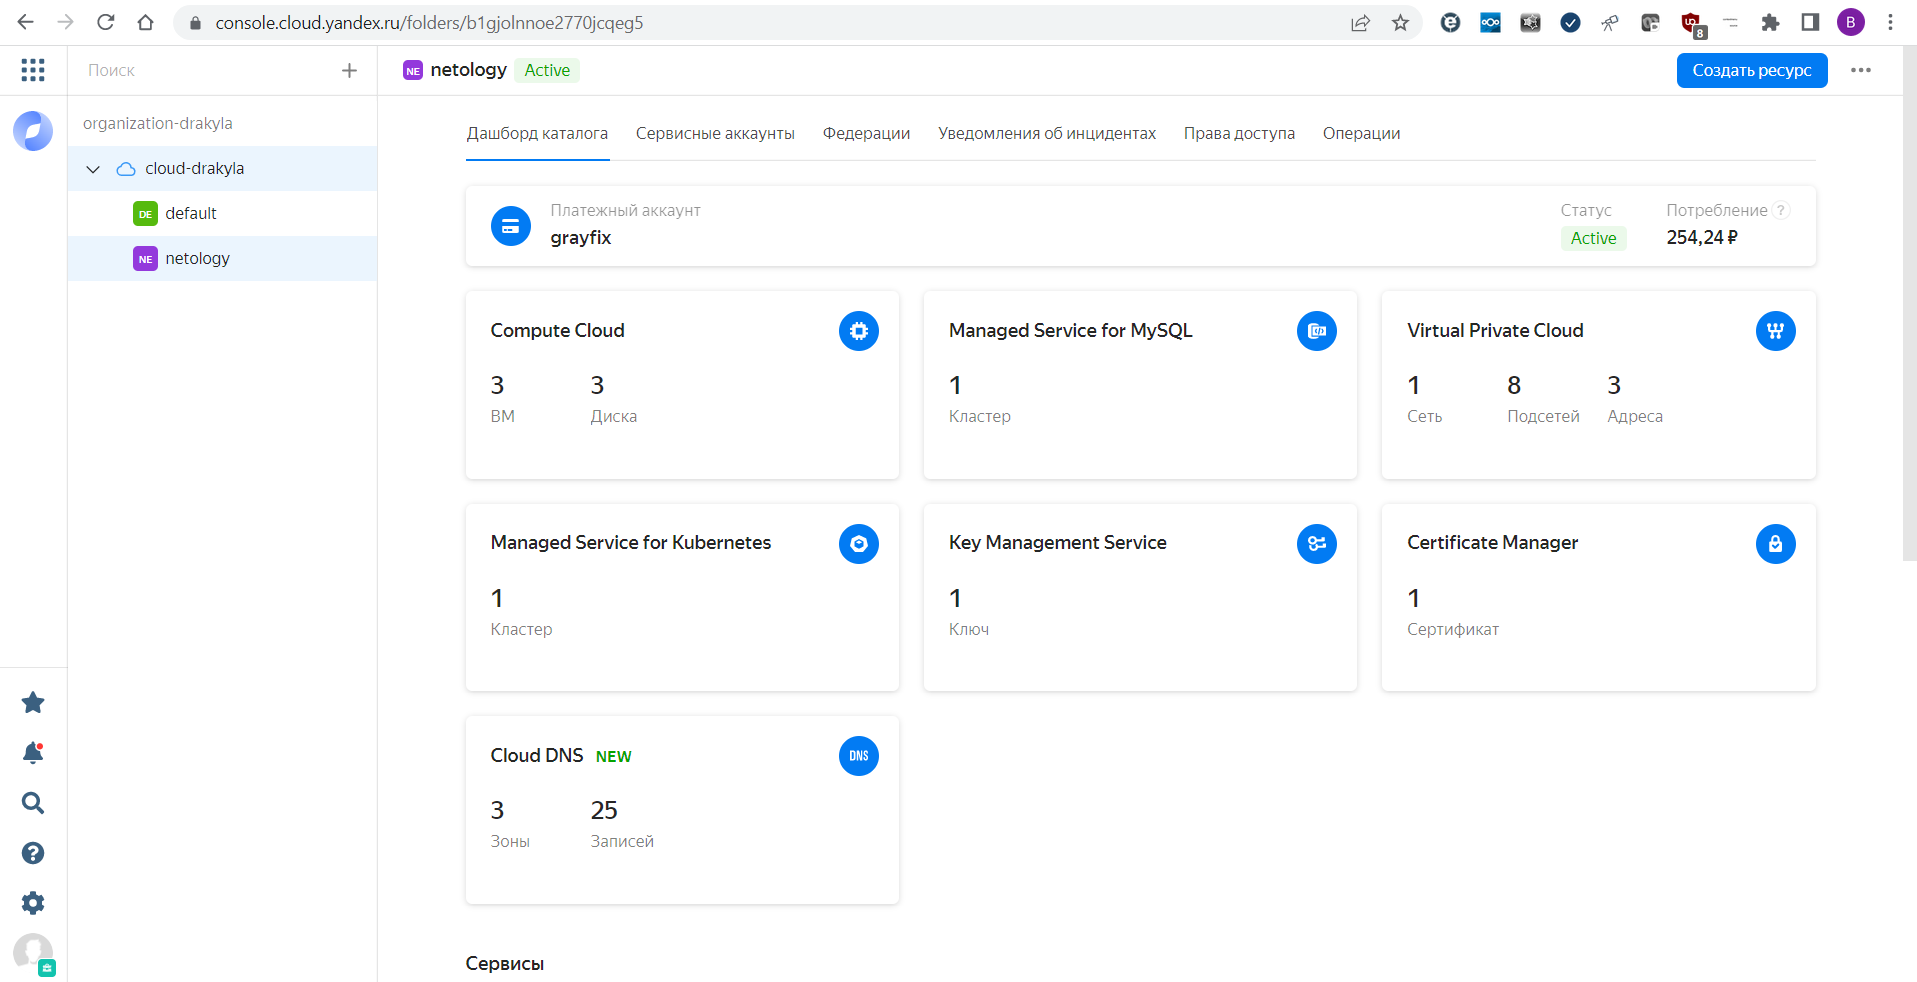 console.cloud.yandex.ru/folders/b1gjolnnoe2770jcqeg5
8
B
Поиск
NE netology Active
Создать ресурс
organization-drakyla
cloud-drakyla
DE default
NE netology
Дашборд каталога Сервисные аккаунты Федерации Уведомления об инцидентах Права доступа Операции
Платежный аккаунт
grayfix
Статус
Active
Потребление ?
254,24 ₽
Compute Cloud
3 3
ВМ Диска
Managed Service for MySQL
1
Кластер
Virtual Private Cloud
1 8 3
Сеть Подсетей Адреса
Managed Service for Kubernetes
1
Кластер
Key Management Service
1
Ключ
Certificate Manager
1
Сертификат
Cloud DNS NEW
DNS
3 25
Зоны Записей
Сервисы